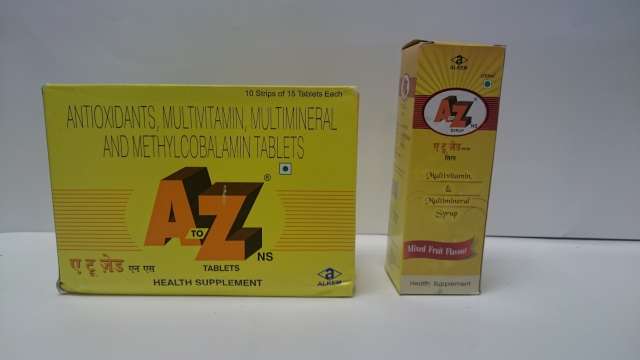 10 Strips of 15 Tablets Each
ANTIOXIDANTS, MULTIVITAMIN, MULTIMINERAL
AND METHYLCOBALAMIN TABLETS
A TO Z ®
NS
ए टू ज़ेड एन एस
TABLETS
HEALTH SUPPLEMENT
ALKEM
ALKEM
A TO Z
NS
SYRUP
ए टू ज़ेड
Multivitamin
&
Multimineral
Syrup
Mixed Fruit Flavour
Health Supplement